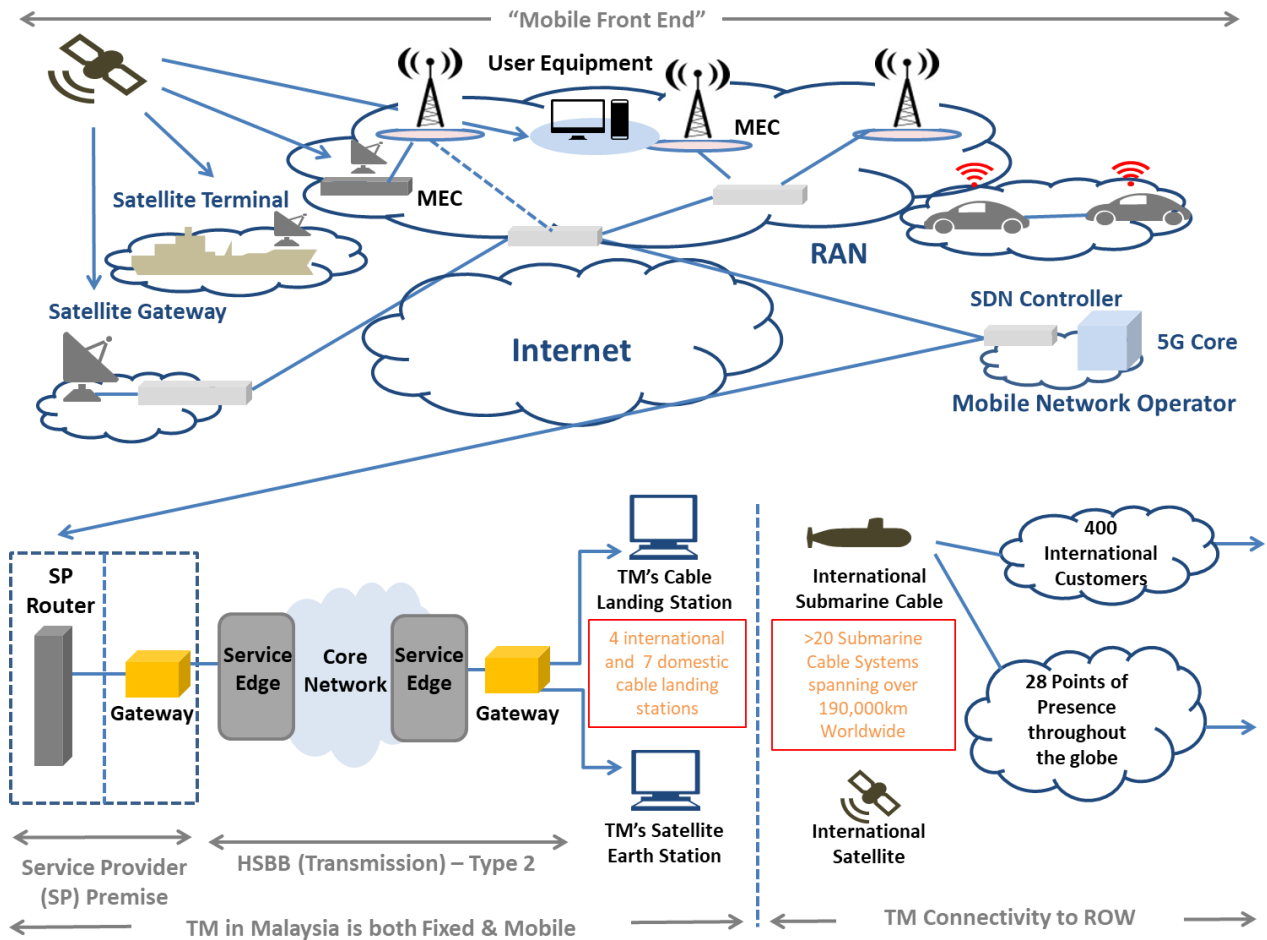 “Mobile Front End”
User Equipment
MEC
MEC
Satellite Terminal
RAN
Satellite Gateway
SDN Controller
Internet
5G Core
Mobile Network Operator
SP
Router
Gateway
Service
Edge
Core
Network
Service
Edge
Gateway
TM’s Cable
Landing Station
4 international
and 7 domestic
cable landing
stations
TM’s Satellite
Earth Station
International
Submarine Cable
>20 Submarine
Cable Systems
spanning over
190,000km
Worldwide
International
Satellite
400
International
Customers
28 Points of
Presence
throughout
the globe
Service Provider
(SP) Premise
HSBB (Transmission) – Type 2
TM in Malaysia is both Fixed & Mobile
TM Connectivity to ROW